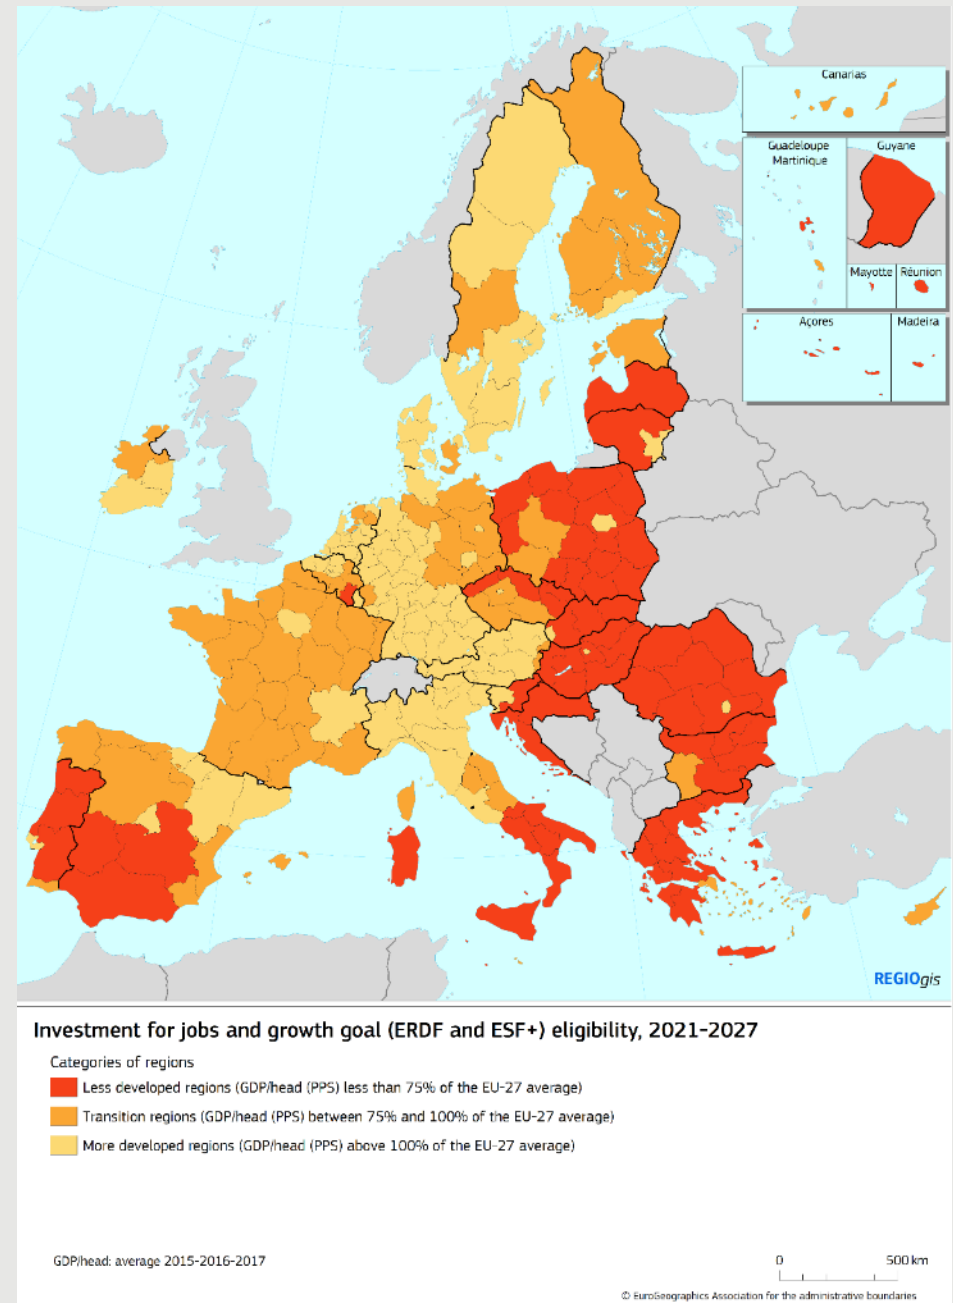 Canarias
Guadeloupe
Martinique
Guyane
Mayotte
Réunion
Açores
Madeira
REGIOgis
Investment for jobs and growth goal (ERDF and ESF+) eligibility, 2021-2027
Categories of regions
Less developed regions (GDP/head (PPS) less than 75% of the EU-27 average)
Transition regions (GDP/head (PPS) between 75% and 100% of the EU-27 average)
More developed regions (GDP/head (PPS) above 100% of the EU-27 average)
GDP/head: average 2015-2016-2017
0 500 km
© EuroGeographics Association for the administrative boundaries